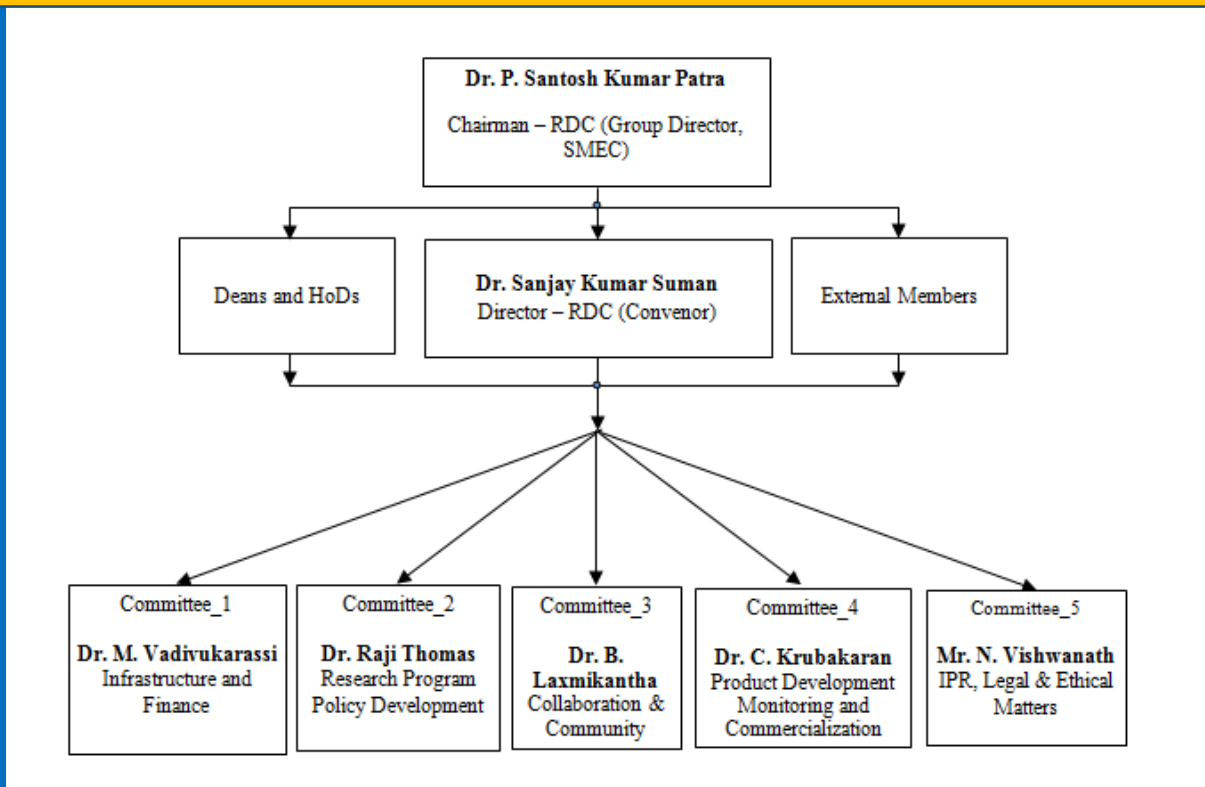 Dr. P. Santosh Kumar Patra
Chairman – RDC (Group Director,
SMEC)
Deans and HoDs
Dr. Sanjay Kumar Suman
Director – RDC (Convenor)
External Members
Committee_1
Dr. M. Vadivukarassi
Infrastructure and
Finance
Committee_2
Dr. Raji Thomas
Research Program
Policy Development
Committee_3
Dr. B.
Laxmikantha
Collaboration &
Community
Committee_4
Dr. C. Krubakaran
Product Development
Monitoring and
Commercialization
Committee_5
Mr. N. Vishwanath
IPR, Legal & Ethical
Matters